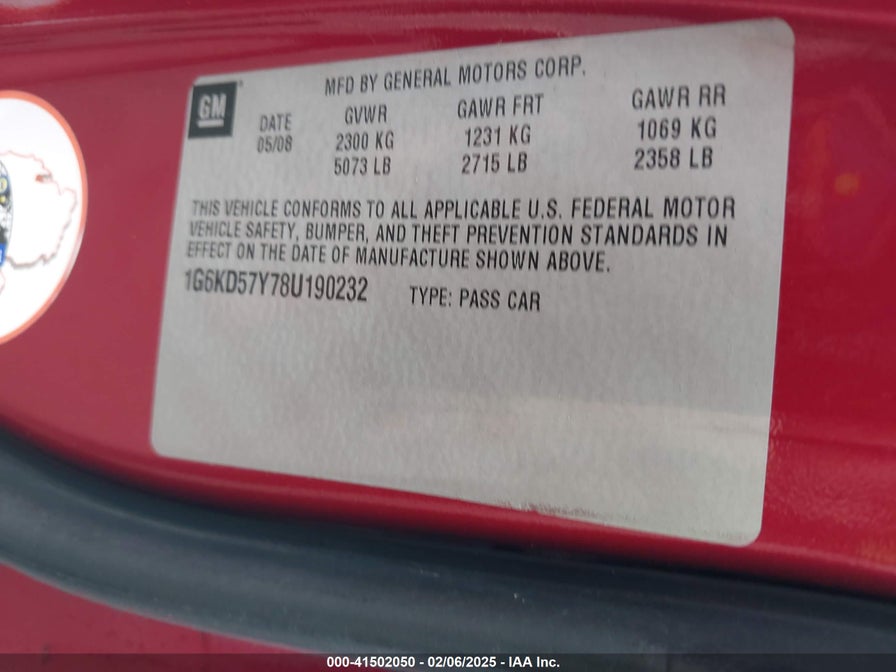 MFD BY GENERAL MOTORS CORP.
GM
DATE GVWR GAWR FRT GAWR RR
05/08 2300 KG 1231 KG 1069 KG
5073 LB 2715 LB 2358 LB
THIS VEHICLE CONFORMS TO ALL APPLICABLE U.S. FEDERAL MOTOR
VEHICLE SAFETY, BUMPER, AND THEFT PREVENTION STANDARDS IN
EFFECT ON THE DATE OF MANUFACTURE SHOWN ABOVE.
1G6KD57Y78U190232 TYPE: PASS CAR
000-41502050 - 02/06/2025 - IAA Inc.